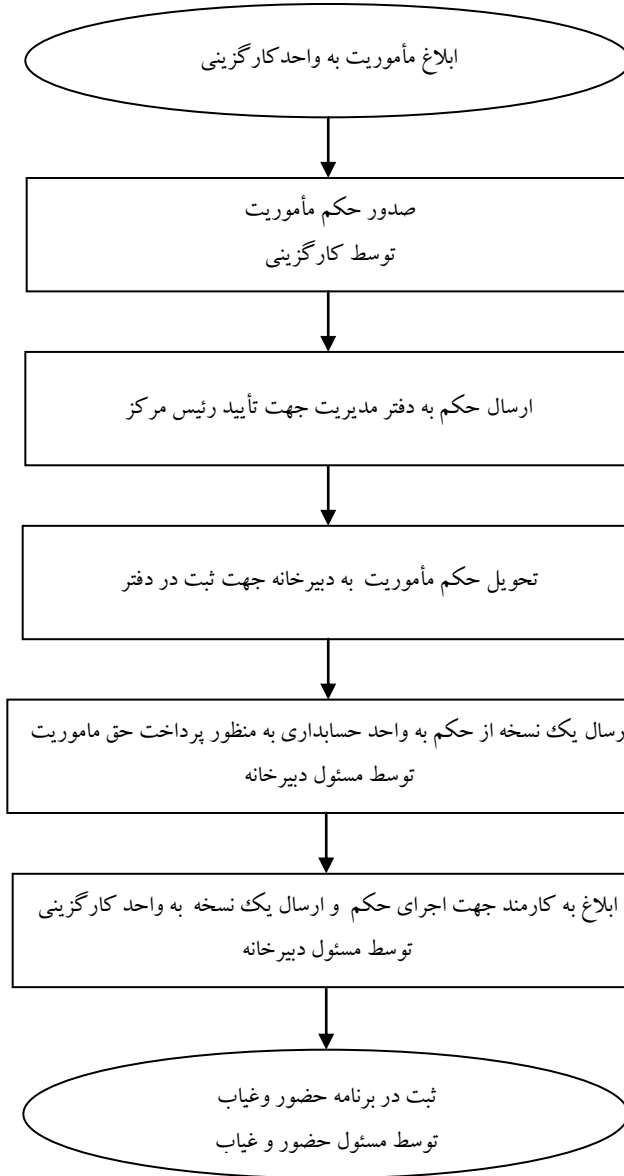 ابلاغ مأموریت به واحدکارگزینی
صدور حکم مأموریت
توسط کارگزینی
ارسال حکم به دفتر مدیریت جهت تأیید رئیس مرکز
تحویل حکم مأموریت به دبیرخانه جهت ثبت در دفتر
رسال یک نسخه از حکم به واحد حسابداری به منظور پرداخت حق ماموریت
توسط مسئول دبیرخانه
ابلاغ به کارمند جهت اجرای حکم و ارسال یک نسخه به واحد کارگزینی
توسط مسئول دبیرخانه
ثبت در برنامه حضور وغیاب
توسط مسئول حضور و غیاب